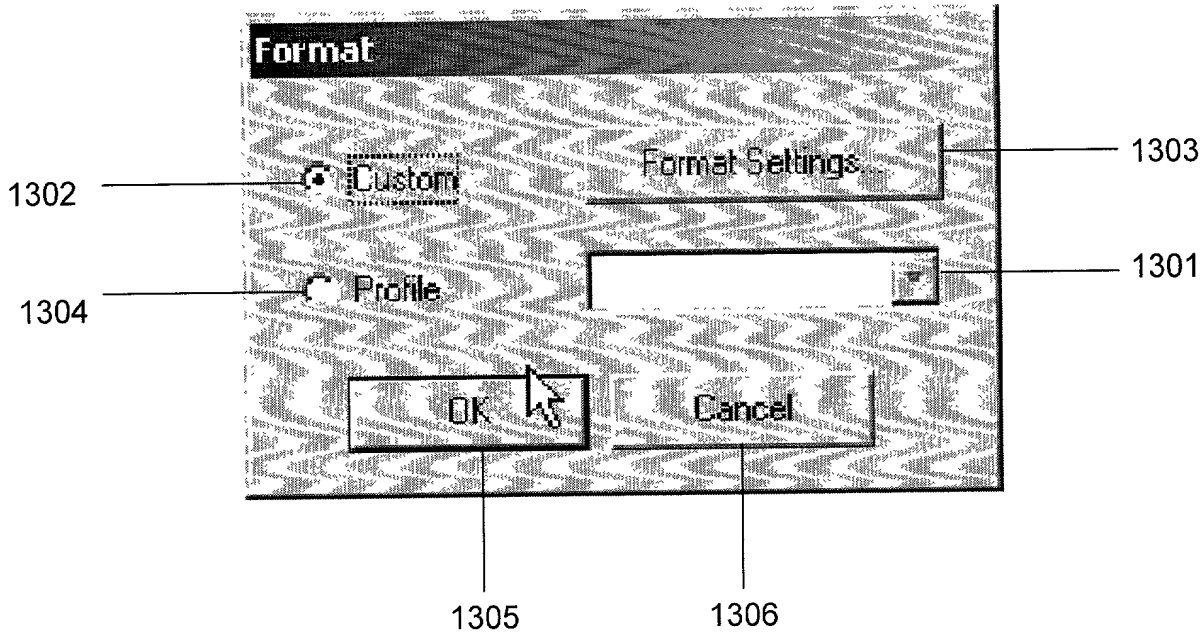 Format
1302
Custom
Format Settings...
1303
1304
Profile
1301
OK
Cancel
1305
1306